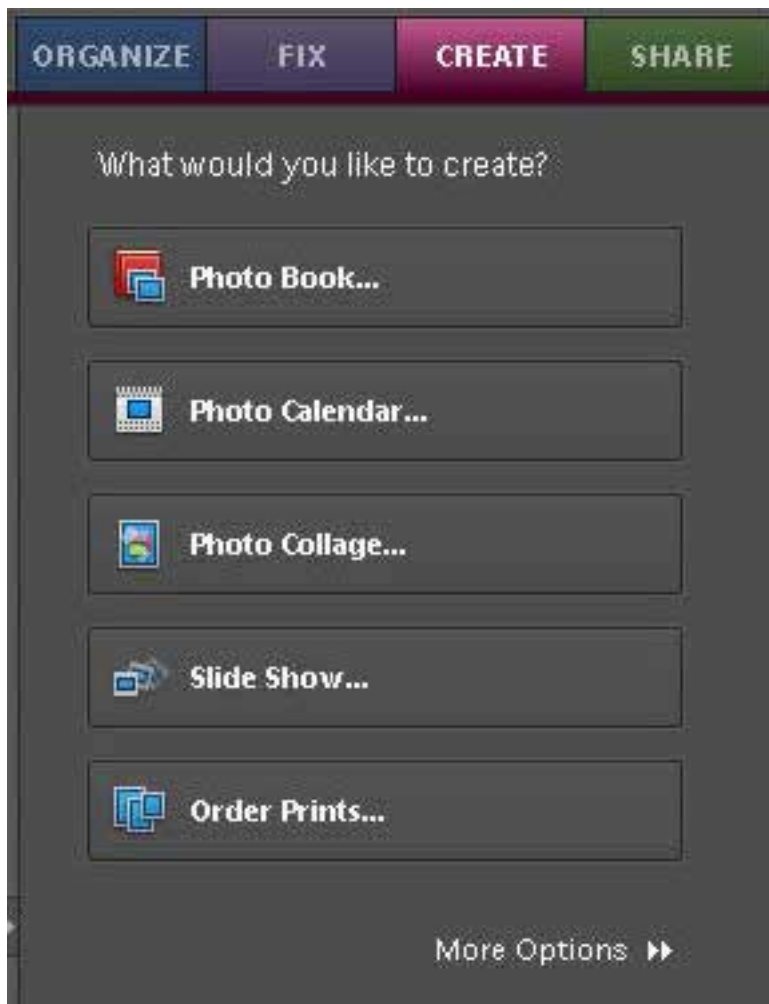 ORGANIZE FIX CREATE SHARE
What would you like to create?
Photo Book...
Photo Calendar...
Photo Collage...
Slide Show...
Order Prints...
More Options